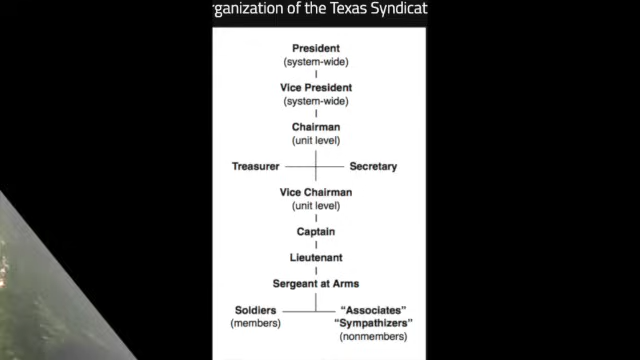 rganization of the Texas Syndicat
President
(system-wide)
Vice President
(system-wide)
Chairman
(unit level)
Treasurer Secretary
Vice Chairman
(unit level)
Captain
Lieutenant
Sergeant at Arms
Soldiers “Associates”
(members) “Sympathizers”
(nonmembers)